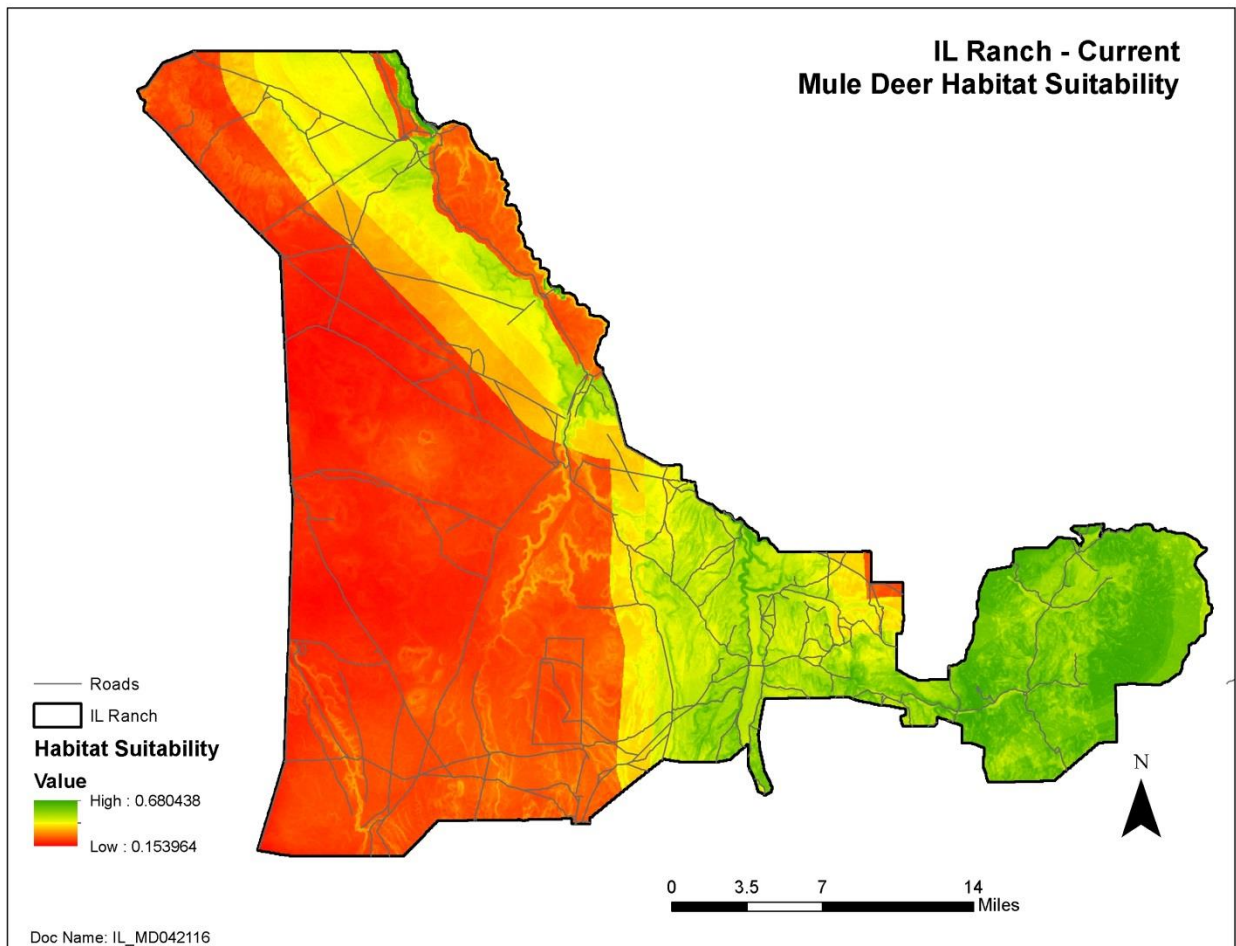 IL Ranch - Current
Mule Deer Habitat Suitability
Roads
IL Ranch
Habitat Suitability
Value
High : 0.680438
Low : 0.153964
N
0 3.5 7 14
Miles
Doc Name: IL_MD042116